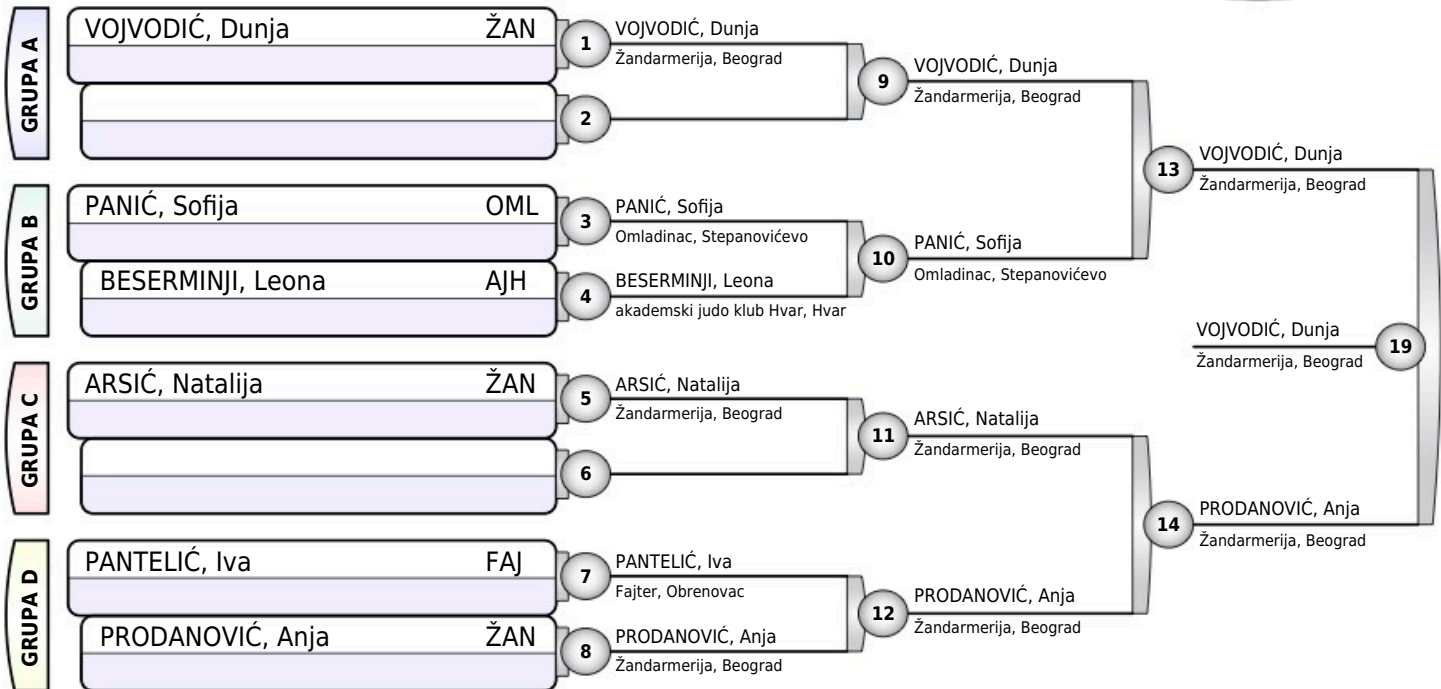 GRUPA A
VOJVODIĆ, Dunja ŽAN
1
VOJVODIĆ, Dunja
Žandarmerija, Beograd
2
9
VOJVODIĆ, Dunja
Žandarmerija, Beograd
GRUPA B
PANIĆ, Sofija OML
BESERMINJI, Leona AJH
3
PANIĆ, Sofija
Omladinac, Stepanovićevo
4
BESERMINJI, Leona
akademski judo klub Hvar, Hvar
10
PANIĆ, Sofija
Omladinac, Stepanovićevo
13
VOJVODIĆ, Dunja
Žandarmerija, Beograd
GRUPA C
ARSIĆ, Natalija ŽAN
5
ARSIĆ, Natalija
Žandarmerija, Beograd
6
11
ARSIĆ, Natalija
Žandarmerija, Beograd
GRUPA D
PANTELIĆ, Iva FAJ
PRODANOVIĆ, Anja ŽAN
7
PANTELIĆ, Iva
Fajter, Obrenovac
8
PRODANOVIĆ, Anja
Žandarmerija, Beograd
12
PRODANOVIĆ, Anja
Žandarmerija, Beograd
14
PRODANOVIĆ, Anja
Žandarmerija, Beograd
VOJVODIĆ, Dunja
Žandarmerija, Beograd
19